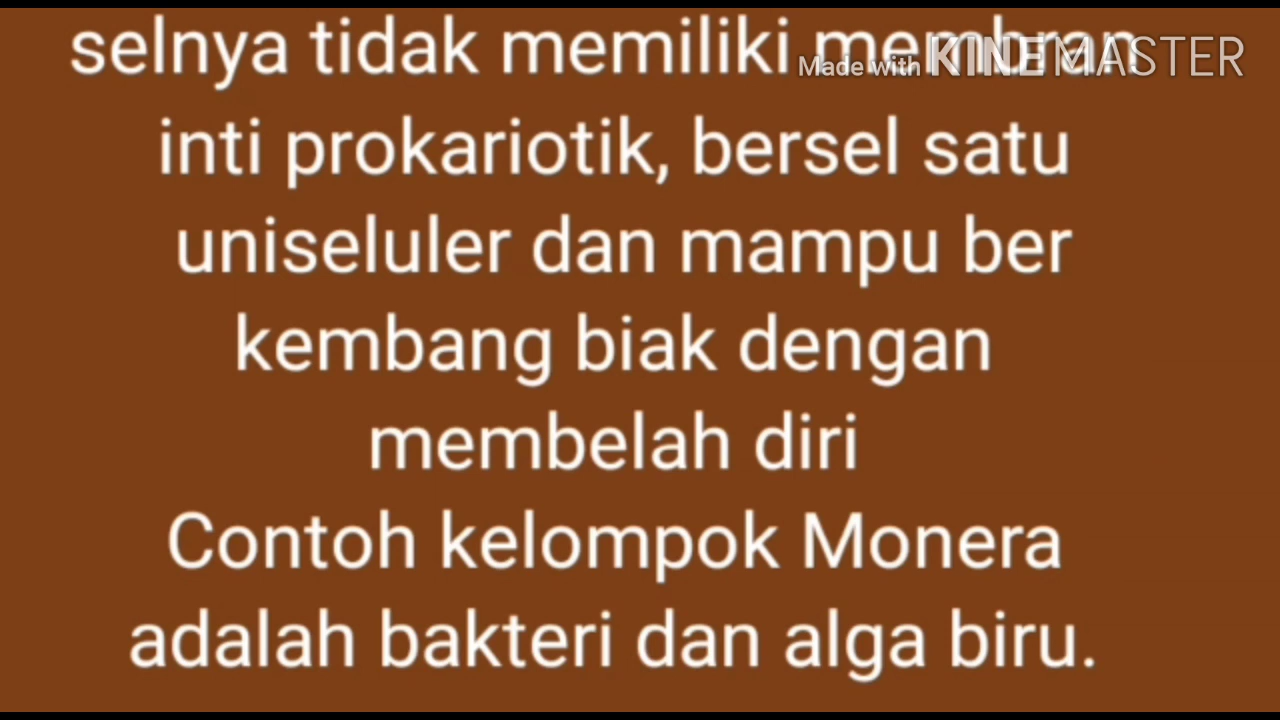 selnya tidak memiliki membran
Made with KINEMASTER
inti prokariotik, bersel satu
uniseluler dan mampu ber
kembang biak dengan
membelah diri
Contoh kelompok Monera
adalah bakteri dan alga biru.